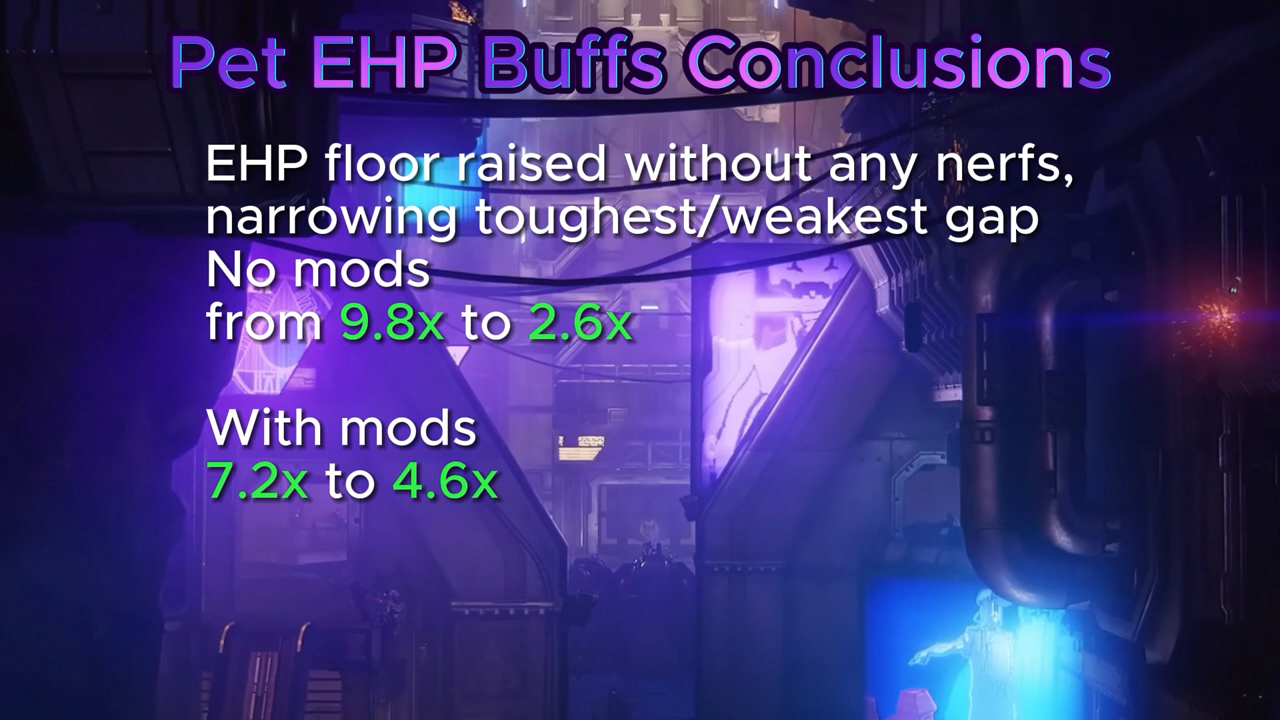 Pet EHP Buffs Conclusions
EHP floor raised without any nerfs,
narrowing toughest/weakest gap
No mods
from 9.8x to 2.6x
With mods
7.2x to 4.6x